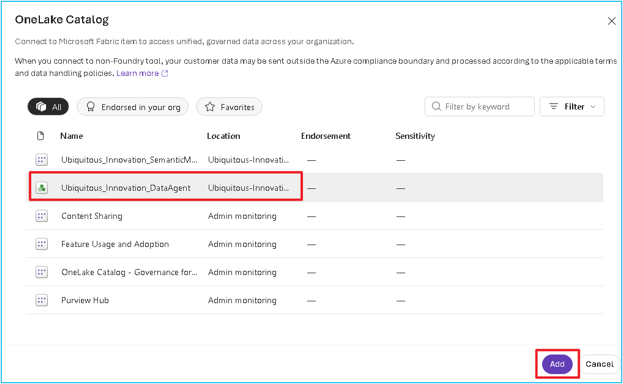 OneLake Catalog
Connect to Microsoft Fabric item to access unified, governed data across your organization.
When you connect to non-Foundry tool, your customer data may be sent outside the Azure compliance boundary and processed according to the applicable terms
and data handling policies. Learn more
All Endorsed in your org Favorites Filter by keyword Filter
Name Location Endorsement Sensitivity
Ubiquitous_Innovation_SemanticM... Ubiquitous-Innovati... — —
Ubiquitous_Innovation_DataAgent Ubiquitous-Innovati... — —
Content Sharing Admin monitoring — —
Feature Usage and Adoption Admin monitoring — —
OneLake Catalog - Governance for... Admin monitoring — —
Purview Hub Admin monitoring — —
Add Cancel